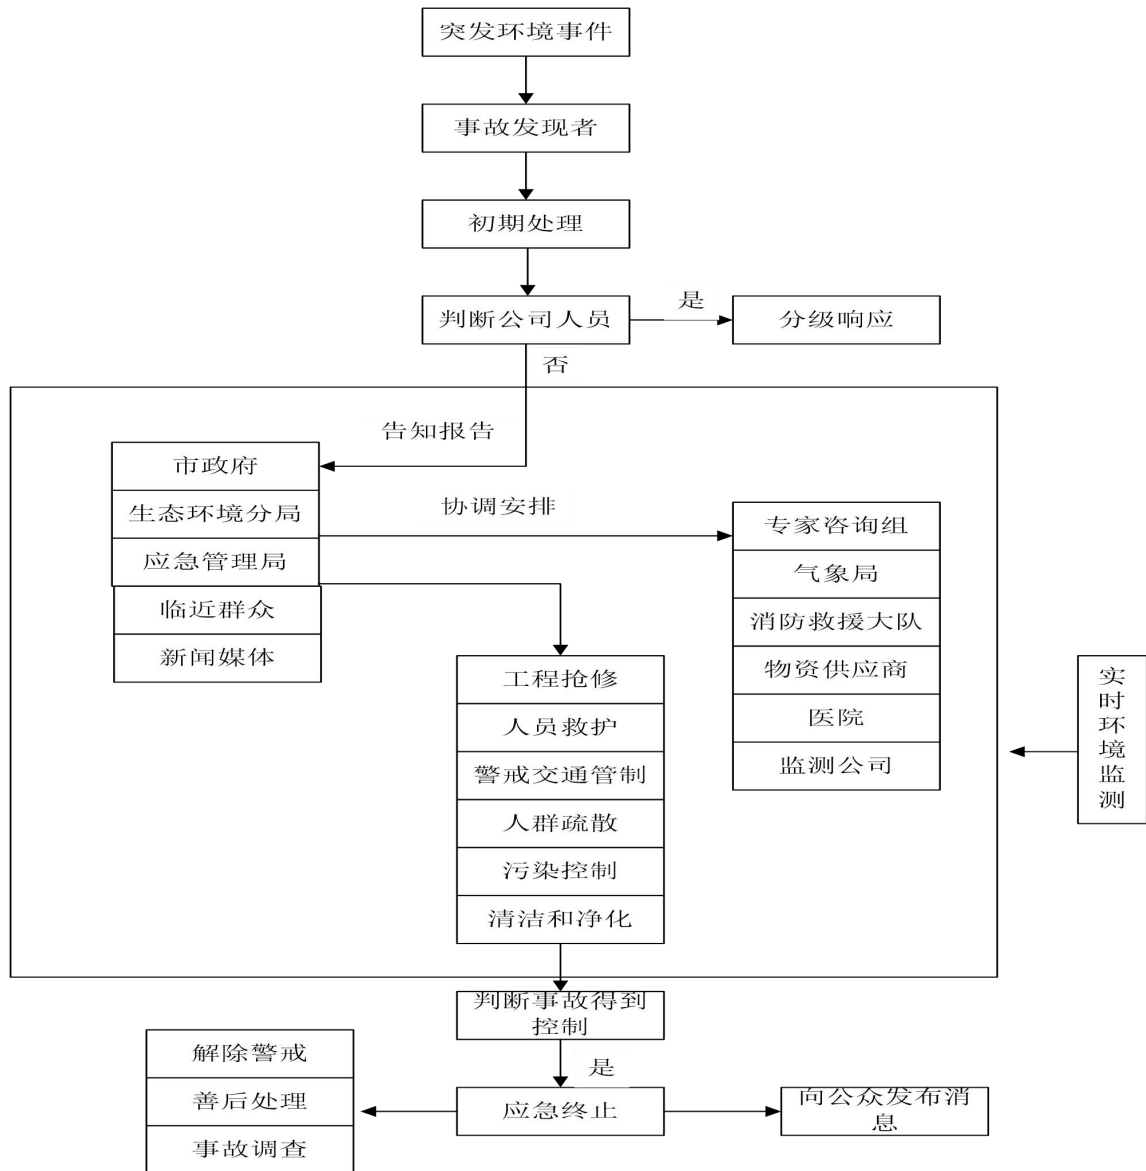 突发环境事件
事故发现者
初期处理
判断公司人员
是
分级响应
否
告知报告
市政府
生态环境分局
应急管理局
临近群众
新闻媒体
协调安排
专家咨询组
气象局
消防救援大队
物资供应商
医院
监测公司
工程抢修
人员救护
警戒交通管制
人群疏散
污染控制
清洁和净化
实
时
环
境
监
测
判断事故得到
控制
是
解除警戒
善后处理
事故调查
应急终止
向公众发布消
息